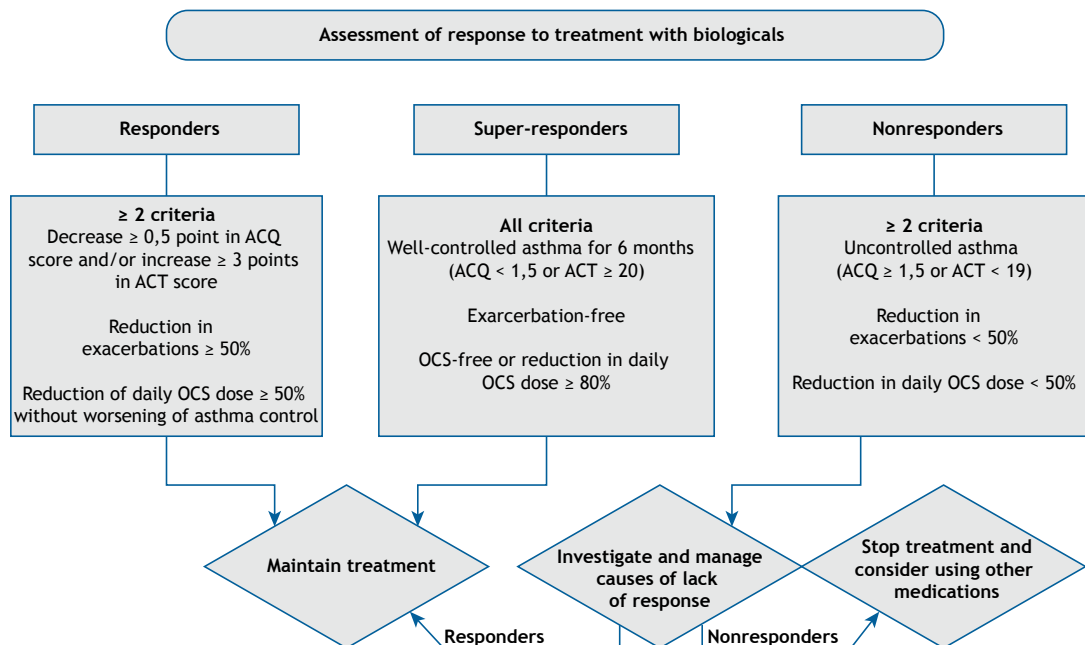 Assessment of response to treatment with biologicals
Responders
Super-responders
Nonresponders
≥ 2 criteria
Decrease ≥ 0,5 point in ACQ
score and/or increase ≥ 3 points
in ACT score
Reduction in
exacerbations ≥ 50%
Reduction of daily OCS dose ≥ 50%
without worsening of asthma control
All criteria
Well-controlled asthma for 6 months
(ACQ < 1,5 or ACT ≥ 20)
Exarcerbation-free
OCS-free or reduction in daily
OCS dose ≥ 80%
≥ 2 criteria
Uncontrolled asthma
(ACQ ≥ 1,5 or ACT < 19)
Reduction in
exacerbations < 50%
Reduction in daily OCS dose < 50%
Maintain treatment
Investigate and manage
causes of lack
of response
Stop treatment and
consider using other
medications
Responders
Nonresponders